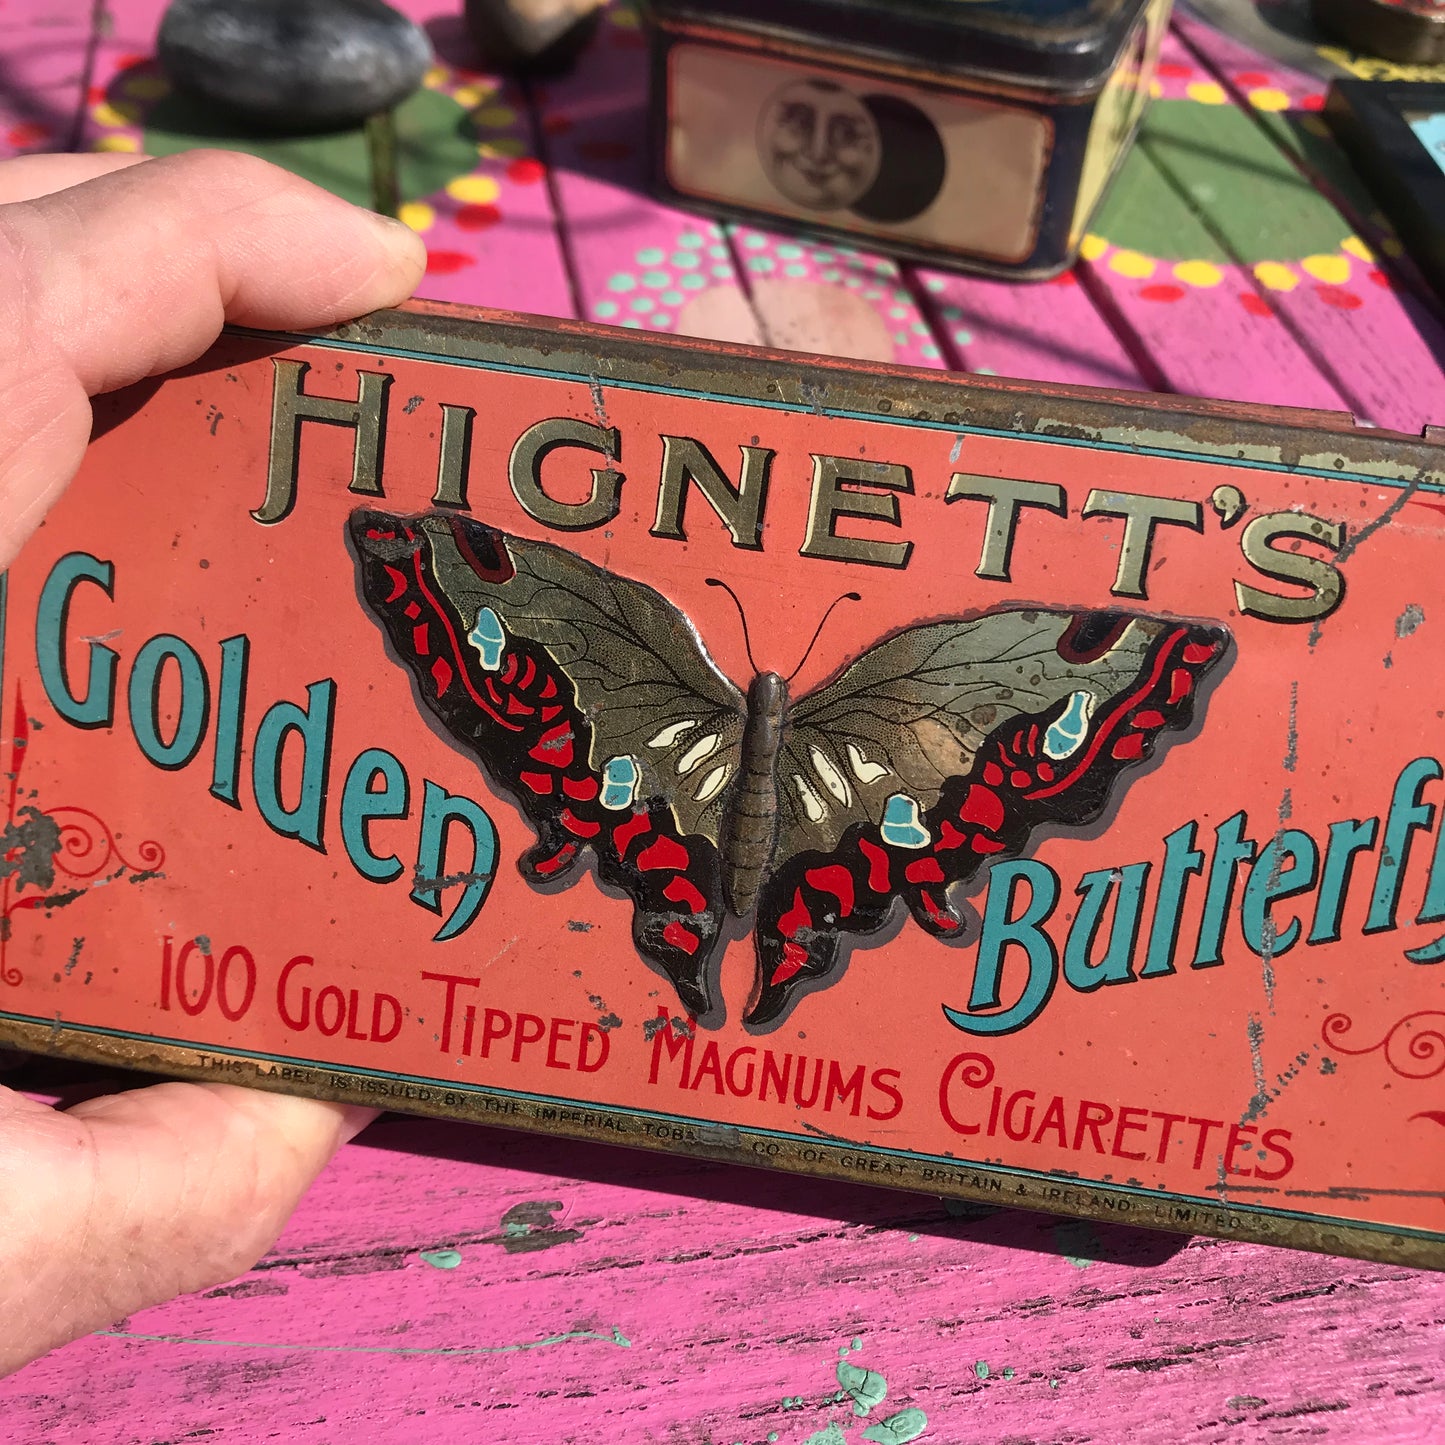 HIGNETT'S
Golden Butterfl
100 GOLD TIPPED MAGNUMS CIGARETTES
THIS LABEL IS ISSUED BY THE IMPERIAL TOBACCO CO. (OF GREAT BRITAIN & IRELAND) LIMITED